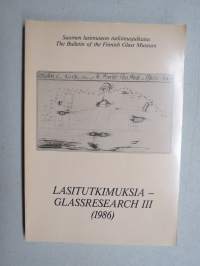 Suomen lasimuseon tutkimusjulkaisu
The Bulletin of the Finnish Glass Museum
LASITUTKIMUKSIA –
GLASSRESEARCH III
(1986)